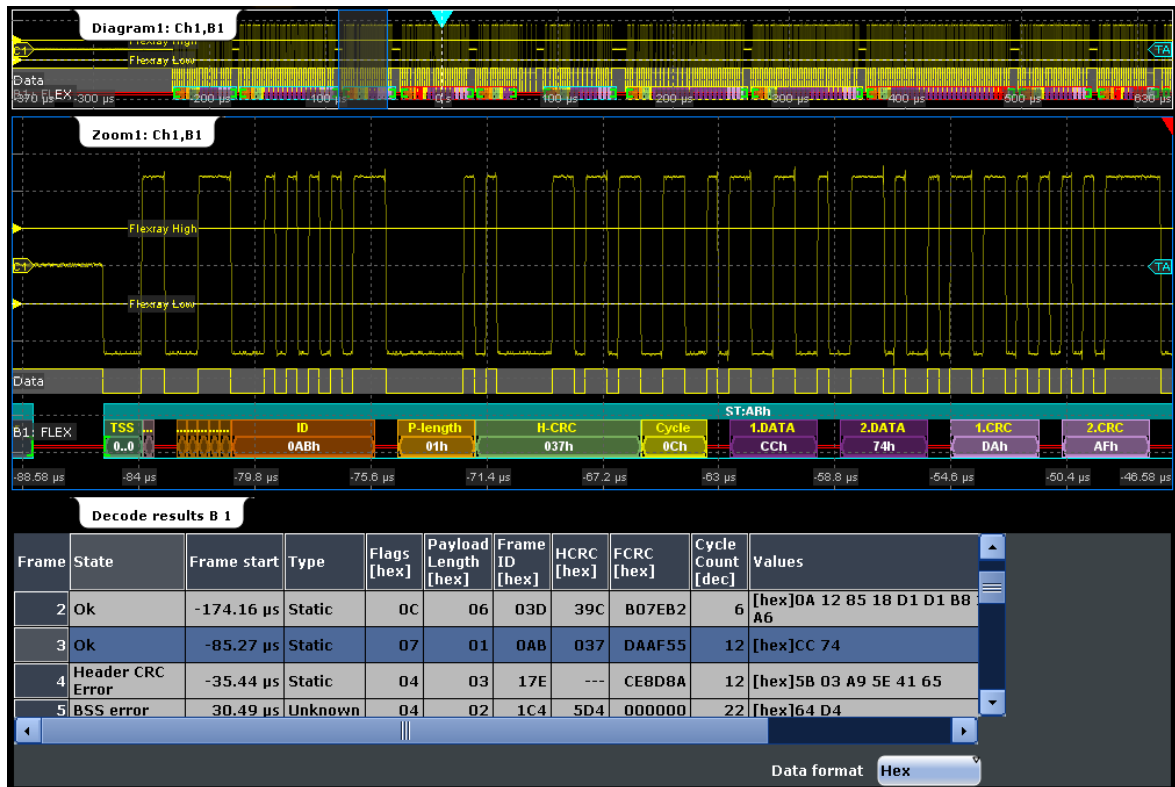 Diagram1: Ch1,B1
Flexray High
C1
Flexray Low
TA
Data
B1: FLEX
-370 µs -300 µs -200 µs -100 µs 0 s 100 µs 200 µs 300 µs 400 µs 500 µs 630 µs
Zoom1: Ch1,B1
Flexray High
C1
TA
Flexray Low
Data
ST:ABh
B1: FLEX
TSS ... ID P-length H-CRC Cycle 1.DATA 2.DATA 1.CRC 2.CRC
0..0 0ABh 01h 037h 0Ch CCh 74h DAh AFh
-88.58 µs -84 µs -79.8 µs -75.6 µs -71.4 µs -67.2 µs -63 µs -58.8 µs -54.6 µs -50.4 µs -46.58 µs
Decode results B 1
Frame State Frame start Type Flags [hex] Payload Length [hex] Frame ID [hex] HCRC [hex] FCRC [hex] Cycle Count [dec] Values
2 Ok -174.16 µs Static 0C 06 03D 39C B07EB2 6 [hex]0A 12 85 18 D1 D1 B8
A6
3 Ok -85.27 µs Static 07 01 0AB 037 DAAF55 12 [hex]CC 74
4 Header CRC Error -35.44 µs Static 04 03 17E --- CE8D8A 12 [hex]5B 03 A9 5E 41 65
5 BSS error 30.49 µs Unknown 04 02 1C4 5D4 000000 22 [hex]64 D4
Data format Hex